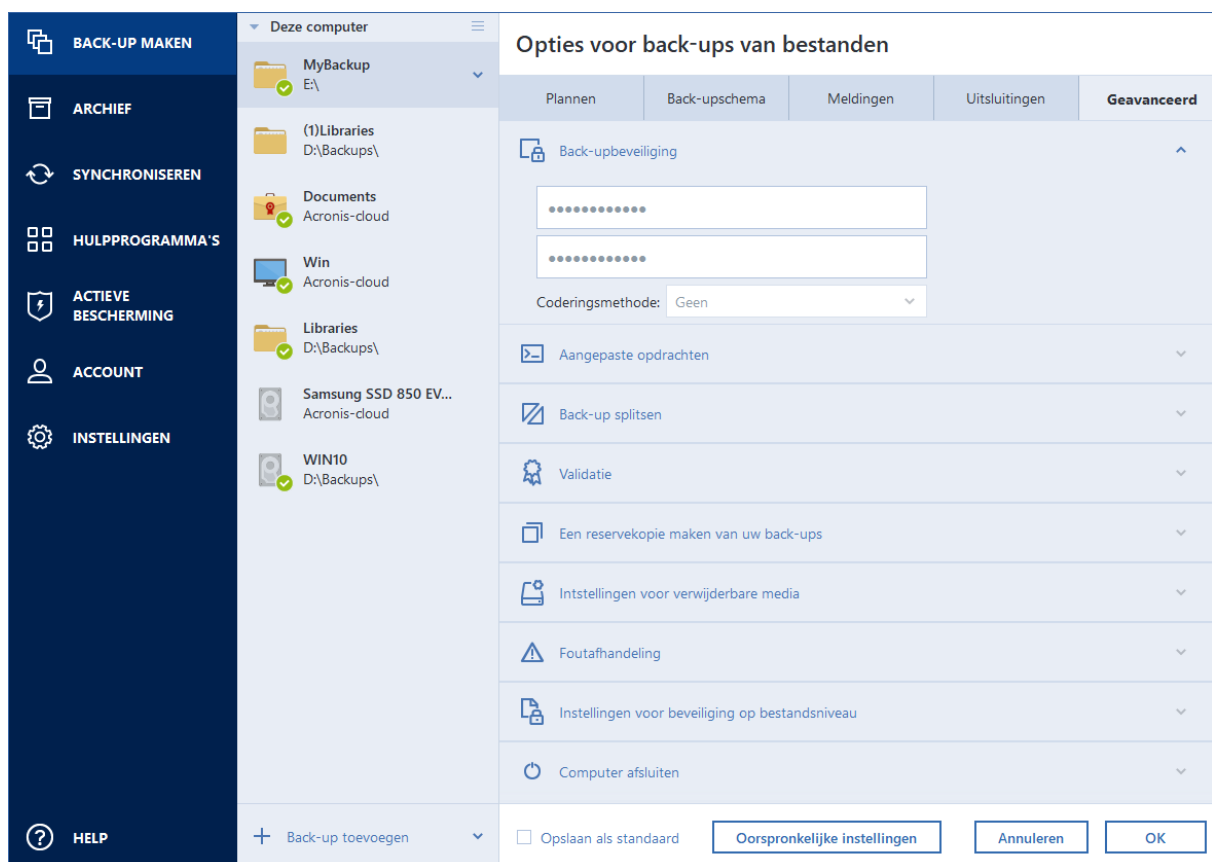 BACK-UP MAKEN
ARCHIEF
SYNCHRONISEREN
HULPPROGRAMMA'S
ACTIEVE
BESCHERMING
ACCOUNT
INSTELLINGEN
HELP
Deze computer
MyBackup
E:\
(1)Libraries
D:\Backups\
Documents
Acronis-cloud
Win
Acronis-cloud
Libraries
D:\Backups\
Samsung SSD 850 EV...
Acronis-cloud
WIN10
D:\Backups\
Back-up toevoegen
Opties voor back-ups van bestanden
Plannen
Back-upschema
Meldingen
Uitsluitingen
Geavanceerd
Back-upbeveiliging
••••••••••••
••••••••••••
Coderingsmethode: Geen
Aangepaste opdrachten
Back-up splitsen
Validatie
Een reservekopie maken van uw back-ups
Intstellingen voor verwijderbare media
Foutafhandeling
Instellingen voor beveiliging op bestandsniveau
Computer afsluiten
Opslaan als standaard
Oorspronkelijke instellingen
Annuleren
OK